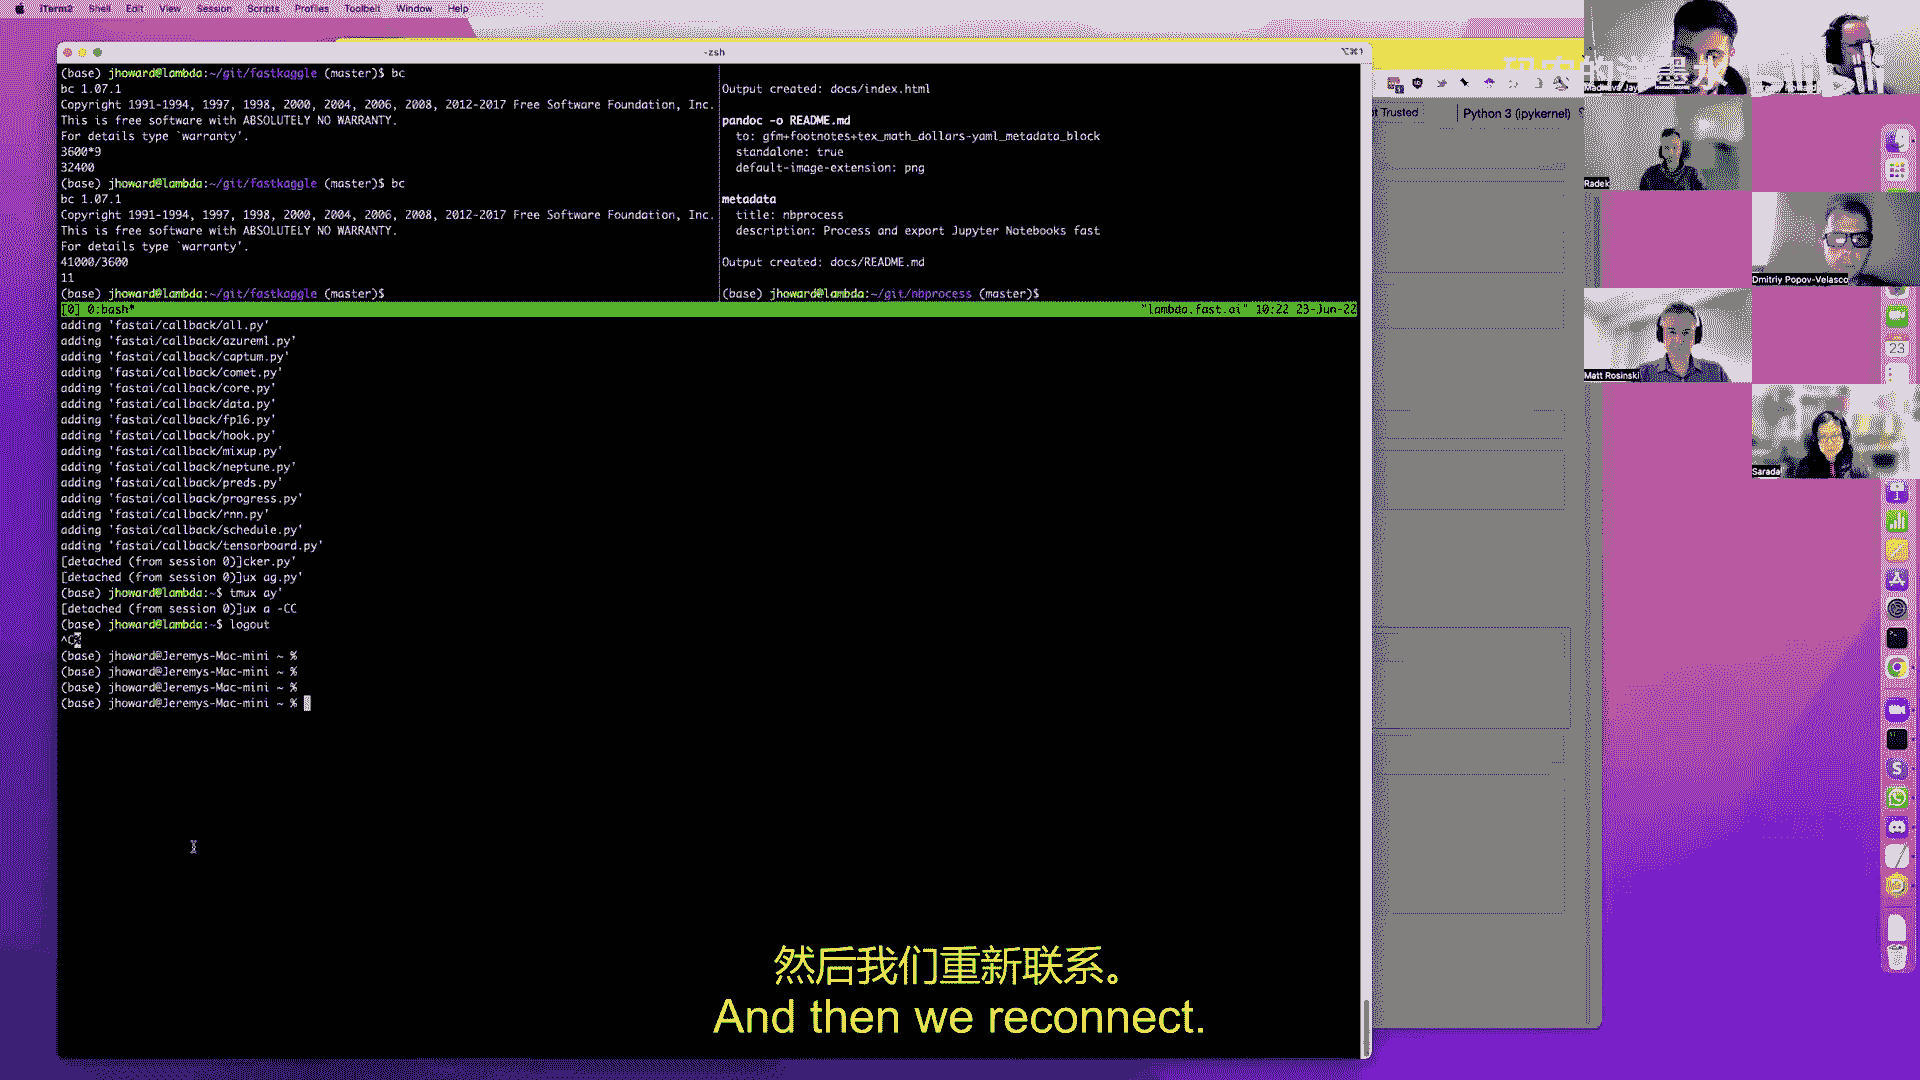 iTerm2 Shell Edit View Session Scripts Profiles Toolbelt Window Help
-zsh
⌥⌘1
(base) jhoward@lambda:~/git/fastkaggle (master)$ bc
bc 1.07.1
Copyright 1991-1994, 1997, 1998, 2000, 2004, 2006, 2008, 2012-2017 Free Software Foundation, Inc.
This is free software with ABSOLUTELY NO WARRANTY.
For details type `warranty'.
3600*9
32400
(base) jhoward@lambda:~/git/fastkaggle (master)$ bc
bc 1.07.1
Copyright 1991-1994, 1997, 1998, 2000, 2004, 2006, 2008, 2012-2017 Free Software Foundation, Inc.
This is free software with ABSOLUTELY NO WARRANTY.
For details type `warranty'.
41000/3600
11
(base) jhoward@lambda:~/git/fastkaggle (master)$
Output created: docs/index.html
pandoc -o README.md
to: gfm+footnotes+tex_math_dollars-yaml_metadata_block
standalone: true
default-image-extension: png
metadata
title: nbprocess
description: Process and export Jupyter Notebooks fast
Output created: docs/README.md
(base) jhoward@lambda:~/git/nbprocess (master)$
[0] 0:bash*
"lambda.fast.ai" 10:22 23-Jun-22
adding 'fastai/callback/all.py'
adding 'fastai/callback/azureml.py'
adding 'fastai/callback/captum.py'
adding 'fastai/callback/comet.py'
adding 'fastai/callback/core.py'
adding 'fastai/callback/data.py'
adding 'fastai/callback/fp16.py'
adding 'fastai/callback/hook.py'
adding 'fastai/callback/mixup.py'
adding 'fastai/callback/neptune.py'
adding 'fastai/callback/preds.py'
adding 'fastai/callback/progress.py'
adding 'fastai/callback/rnn.py'
adding 'fastai/callback/schedule.py'
adding 'fastai/callback/tensorboard.py'
[detached (from session 0)]cker.py'
[detached (from session 0)]ux ag.py'
(base) jhoward@lambda:~$ tmux ay'
[detached (from session 0)]ux a -CC
(base) jhoward@lambda:~$ logout
^C
(base) jhoward@Jeremys-Mac-mini ~ %
(base) jhoward@Jeremys-Mac-mini ~ %
(base) jhoward@Jeremys-Mac-mini ~ %
(base) jhoward@Jeremys-Mac-mini ~ %
Trusted
Python 3 (ipykernel)
Radek
Dmitriy Popov-Velasco
Matt Rosinski
Sarada
23
然后我们重新联系。
And then we reconnect.